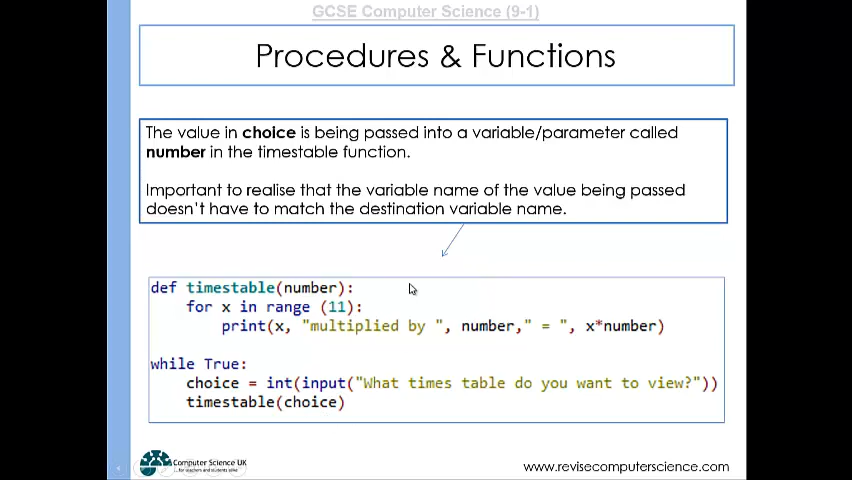 GCSE Computer Science (9-1)
Procedures & Functions
The value in choice is being passed into a variable/parameter called
number in the timestable function.
Important to realise that the variable name of the value being passed
doesn't have to match the destination variable name.
def timestable(number):
    for x in range (11):
        print(x, "multiplied by ", number," = ", x*number)
while True:
    choice = int(input("What times table do you want to view?"))
    timestable(choice)
Computer Science UK
...for teachers and students alike
www.revisecomputerscience.com